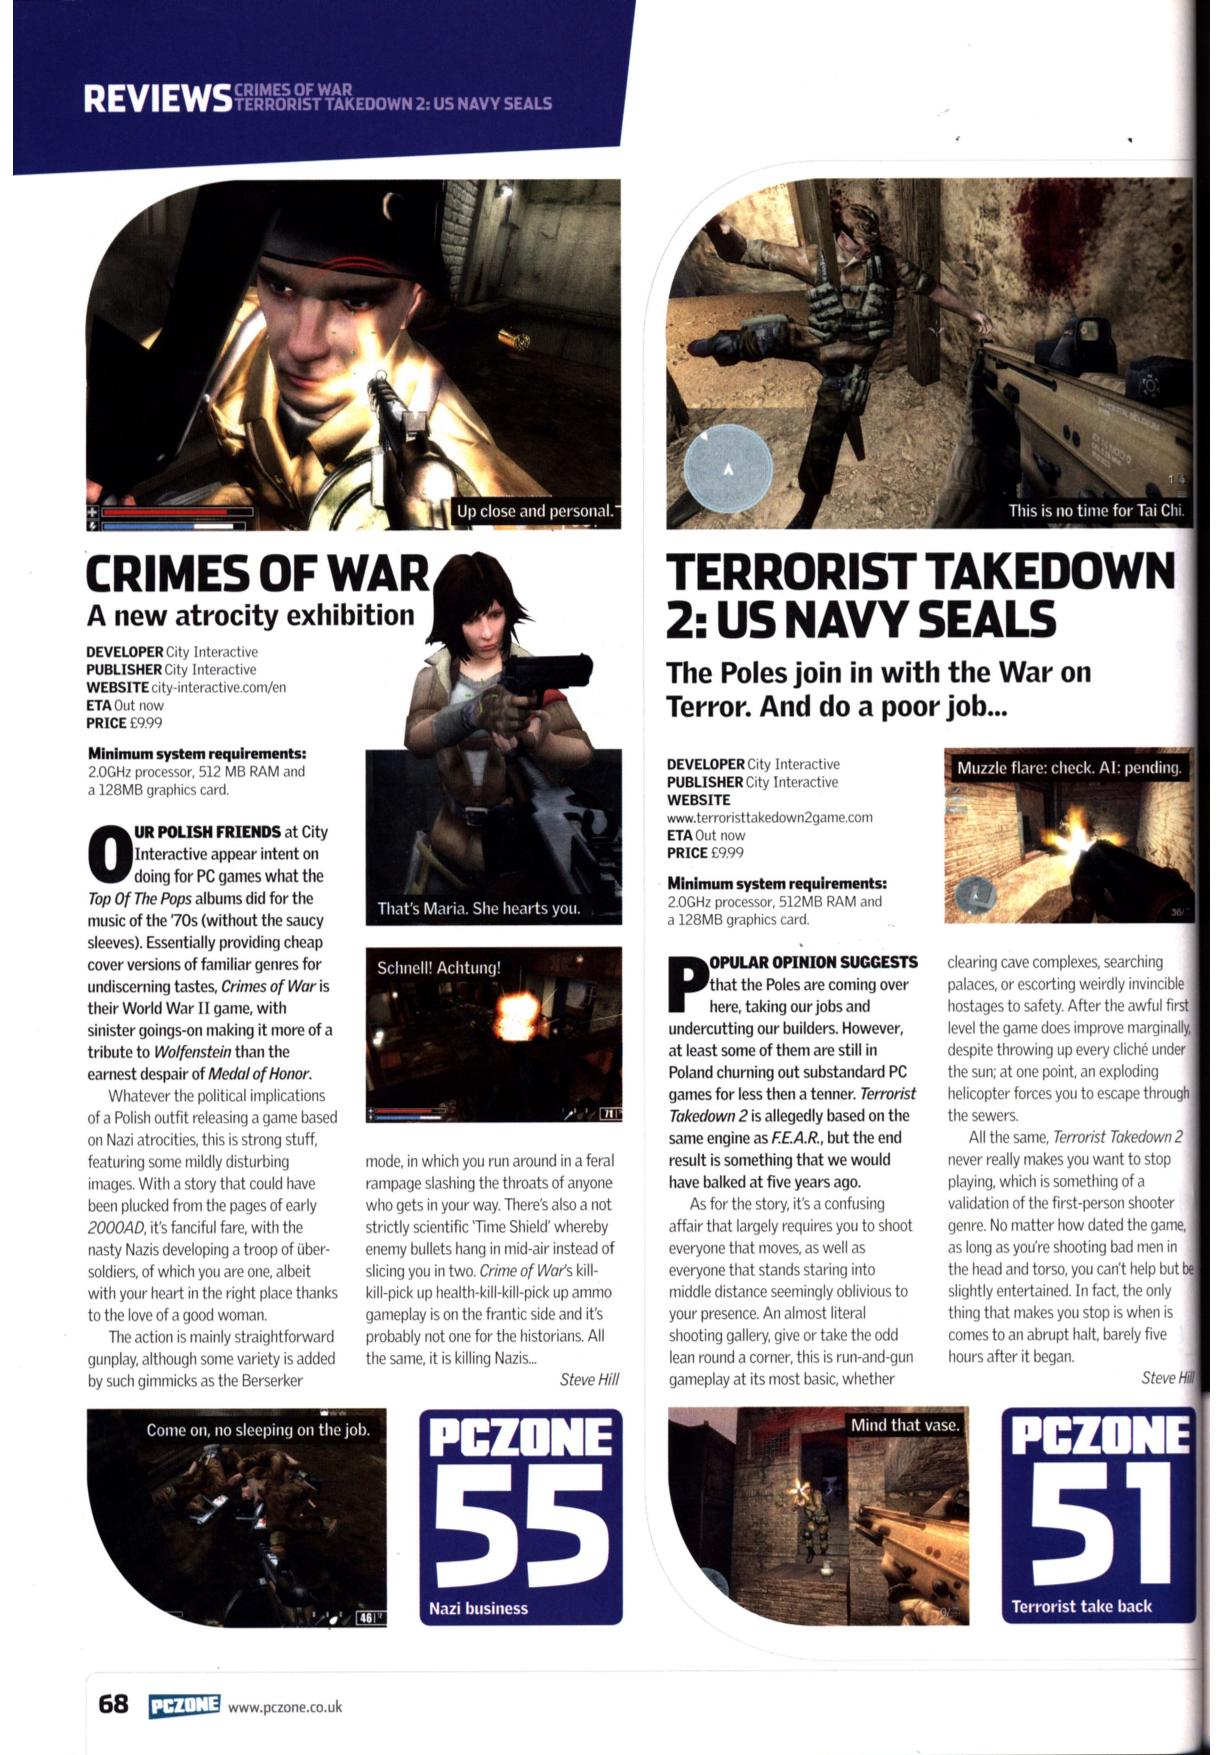 REVIEWS CRIMES OF WAR
TERRORIST TAKEDOWN 2: US NAVY SEALS
Up close and personal.
CRIMES OF WAR
A new atrocity exhibition
DEVELOPER City Interactive
PUBLISHER City Interactive
WEBSITE city-interactive.com/en
ETA Out now
PRICE £9.99
Minimum system requirements:
2.0GHz processor, 512 MB RAM and
a 128MB graphics card.
OUR POLISH FRIENDS at City
Interactive appear intent on
doing for PC games what the
Top Of The Pops albums did for the
music of the '70s (without the saucy
sleeves). Essentially providing cheap
cover versions of familiar genres for
undiscerning tastes, Crimes of War is
their World War II game, with
sinister goings-on making it more of a
tribute to Wolfenstein than the
earnest despair of Medal of Honor.
Whatever the political implications
of a Polish outfit releasing a game based
on Nazi atrocities, this is strong stuff,
featuring some mildly disturbing
images. With a story that could have
been plucked from the pages of early
2000AD, it's fanciful fare, with the
nasty Nazis developing a troop of über-
soldiers, of which you are one, albeit
with your heart in the right place thanks
to the love of a good woman.
The action is mainly straightforward
gunplay, although some variety is added
by such gimmicks as the Berserker
That's Maria. She hearts you.
Schnell! Achtung!
71
mode, in which you run around in a feral
rampage slashing the throats of anyone
who gets in your way. There's also a not
strictly scientific 'Time Shield' whereby
enemy bullets hang in mid-air instead of
slicing you in two. Crime of War's kill-
kill-pick up health-kill-kill-pick up ammo
gameplay is on the frantic side and it's
probably not one for the historians. All
the same, it is killing Nazis...
Steve Hill
Come on, no sleeping on the job.
46
PCZONE
55
Nazi business
This is no time for Tai Chi.
TERRORIST TAKEDOWN
2: US NAVY SEALS
The Poles join in with the War on
Terror. And do a poor job...
DEVELOPER City Interactive
PUBLISHER City Interactive
WEBSITE
www.terroristtakedown2game.com
ETA Out now
PRICE £9.99
Minimum system requirements:
2.0GHz processor, 512MB RAM and
a 128MB graphics card.
POPULAR OPINION SUGGESTS
that the Poles are coming over
here, taking our jobs and
undercutting our builders. However,
at least some of them are still in
Poland churning out substandard PC
games for less then a tenner. Terrorist
Takedown 2 is allegedly based on the
same engine as F.E.A.R., but the end
result is something that we would
have balked at five years ago.
As for the story, it's a confusing
affair that largely requires you to shoot
everyone that moves, as well as
everyone that stands staring into
middle distance seemingly oblivious to
your presence. An almost literal
shooting gallery, give or take the odd
lean round a corner, this is run-and-gun
gameplay at its most basic, whether
Muzzle flare: check. AI: pending.
36/
clearing cave complexes, searching
palaces, or escorting weirdly invincible
hostages to safety. After the awful first
level the game does improve marginally,
despite throwing up every cliché under
the sun; at one point, an exploding
helicopter forces you to escape through
the sewers.
All the same, Terrorist Takedown 2
never really makes you want to stop
playing, which is something of a
validation of the first-person shooter
genre. No matter how dated the game,
as long as you're shooting bad men in
the head and torso, you can't help but be
slightly entertained. In fact, the only
thing that makes you stop is when is
comes to an abrupt halt, barely five
hours after it began.
Steve Hill
Mind that vase.
PCZONE
51
Terrorist take back
68 PCZONE www.pczone.co.uk